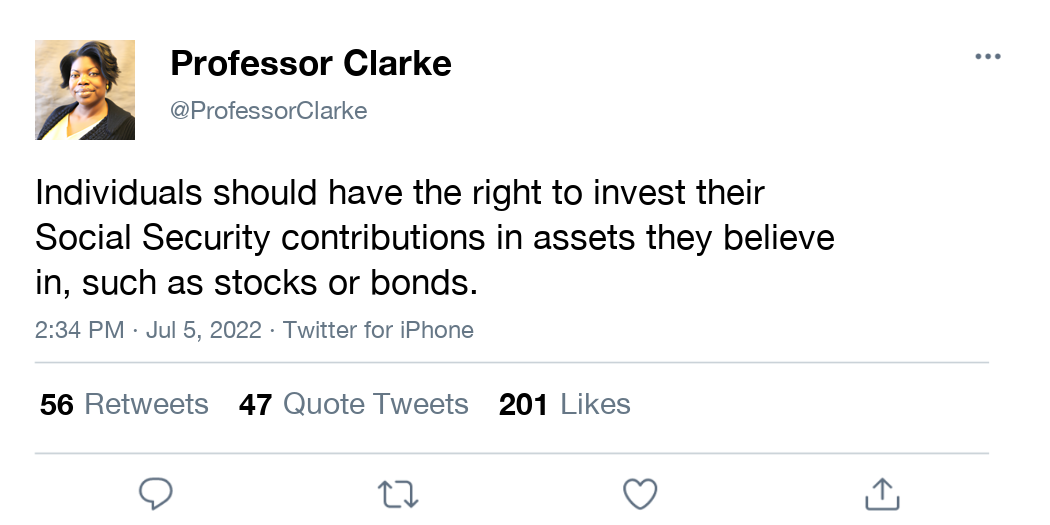 Professor Clarke
@ProfessorClarke
Individuals should have the right to invest their
Social Security contributions in assets they believe
in, such as stocks or bonds.
2:34 PM · Jul 5, 2022 · Twitter for iPhone
56 Retweets 47 Quote Tweets 201 Likes